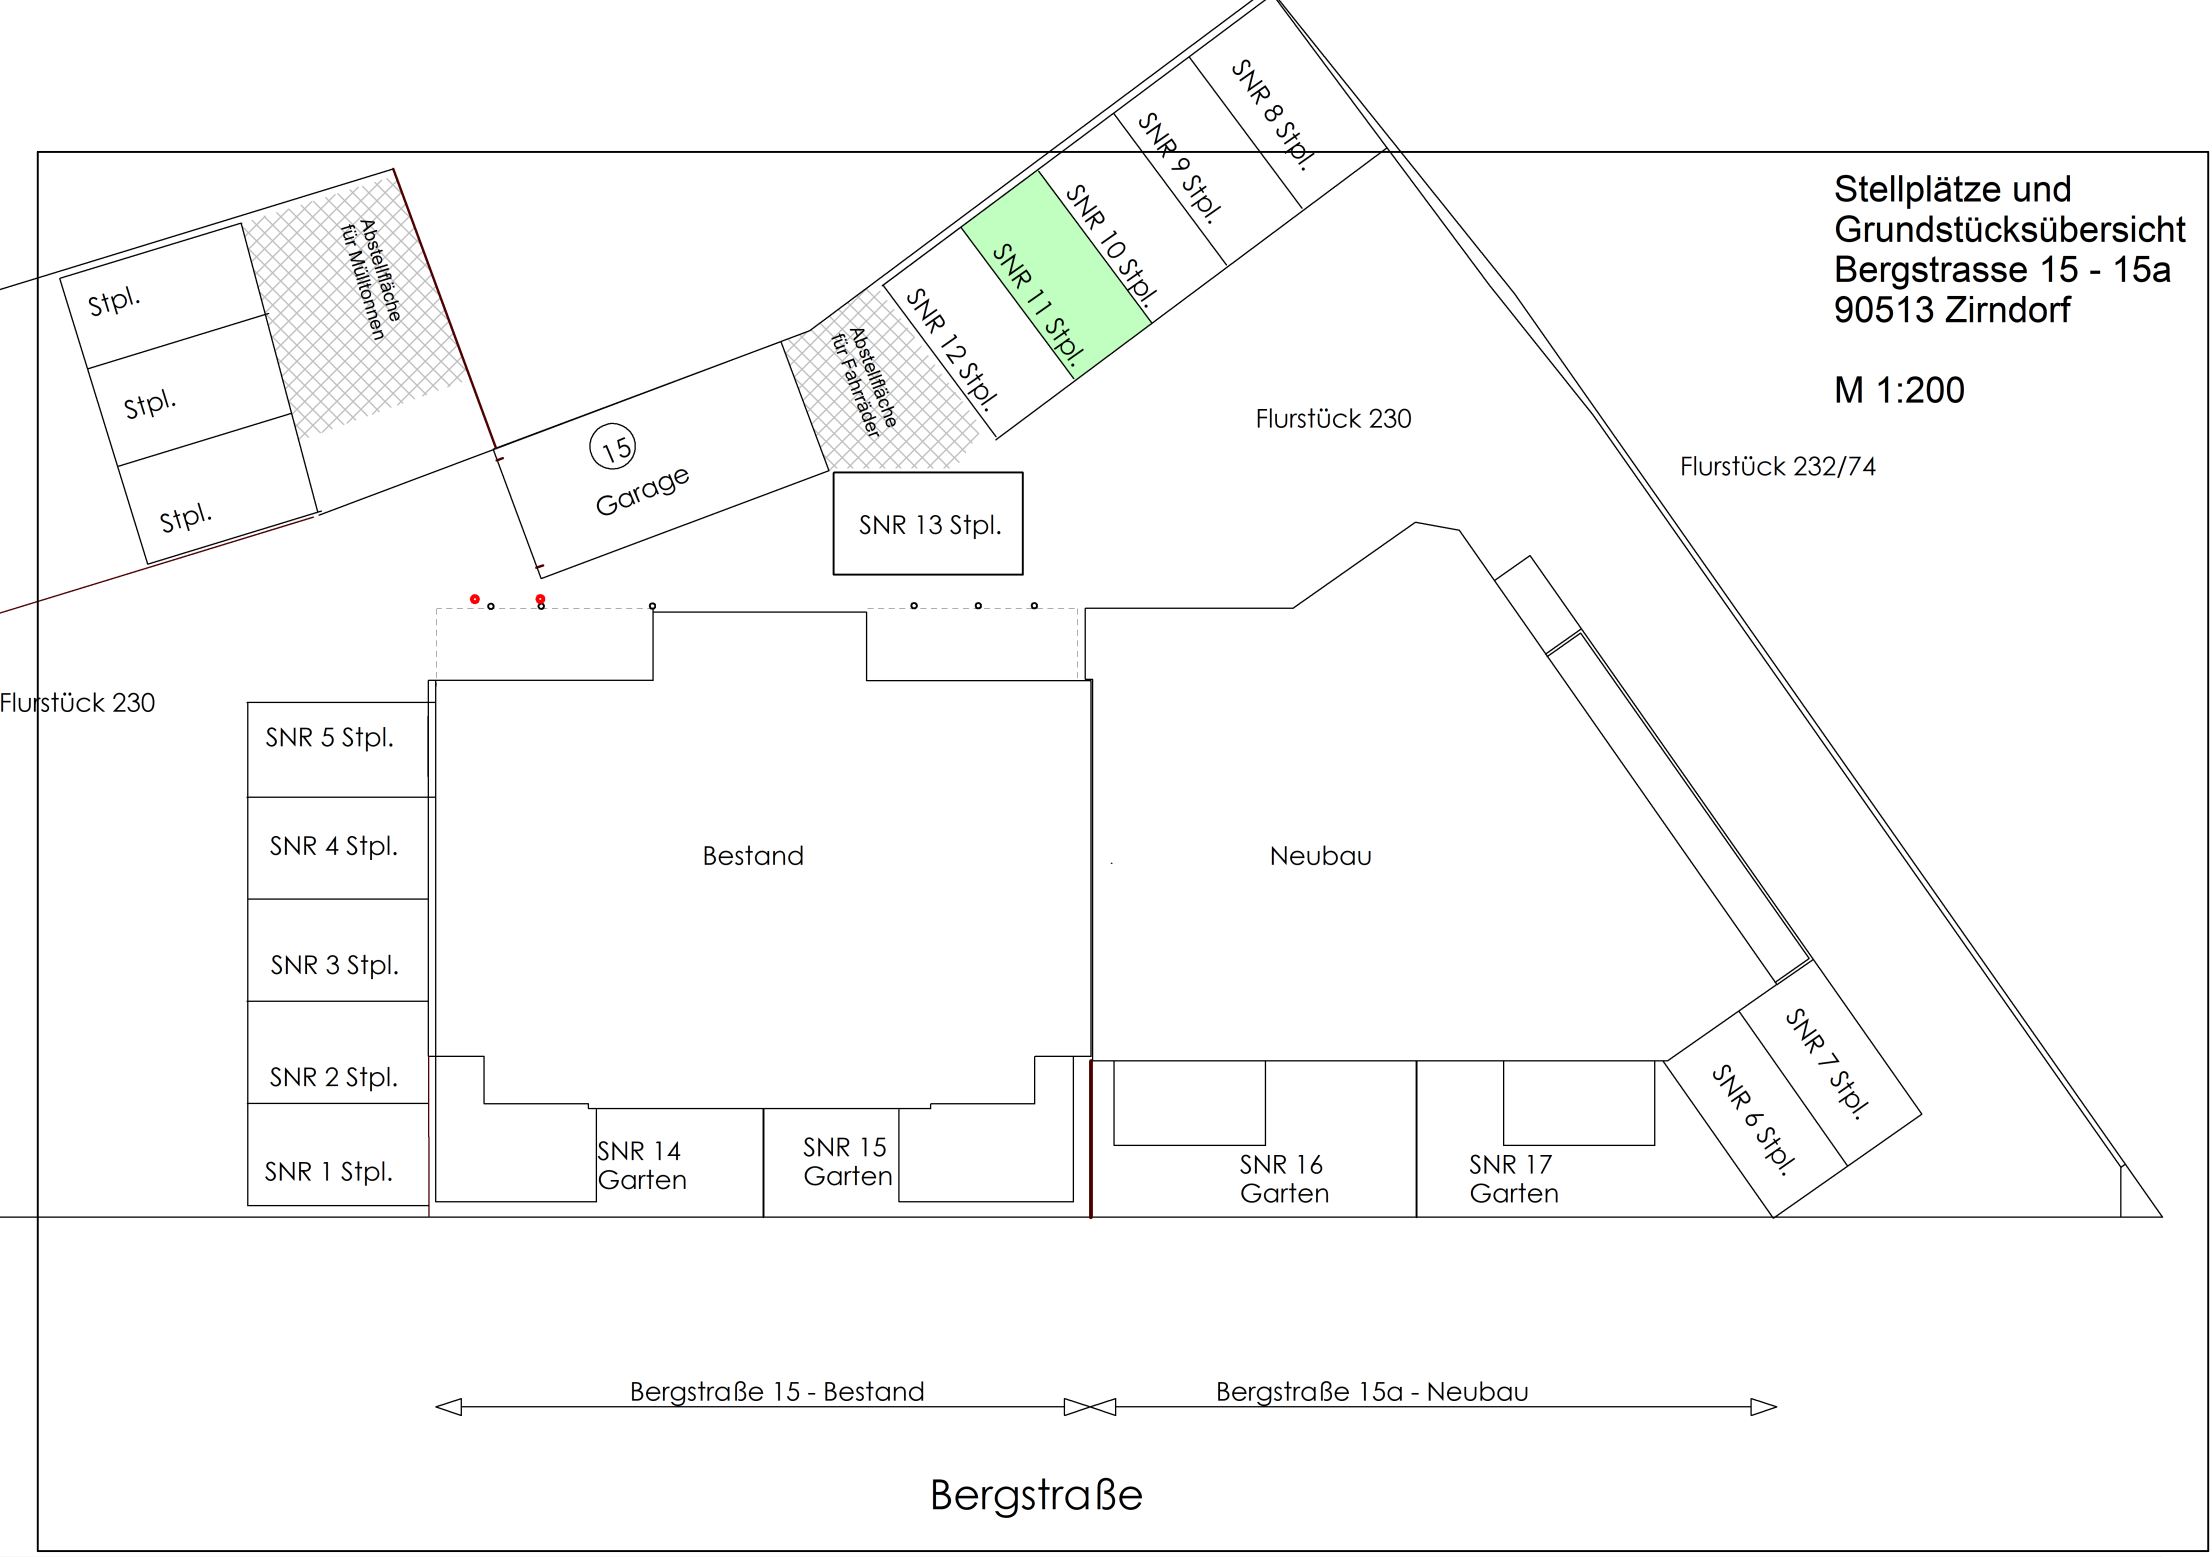 SNR 8 Stpl.
SNR 9 Stpl.
SNR 10 Stpl.
SNR 11 Stpl.
SNR 12 Stpl.
Stellplätze und
Grundstücksübersicht
Bergstrasse 15 - 15a
90513 Zirndorf
M 1:200
Abstellfläche
für Mülltonnen
Stpl.
Stpl.
Stpl.
Abstellfläche
für Fahrräder
15
Garage
SNR 13 Stpl.
Flurstück 230
Flurstück 232/74
Flurstück 230
SNR 5 Stpl.
SNR 4 Stpl.
SNR 3 Stpl.
SNR 2 Stpl.
SNR 1 Stpl.
Bestand
Neubau
SNR 7 Stpl.
SNR 6 Stpl.
SNR 14
Garten
SNR 15
Garten
SNR 16
Garten
SNR 17
Garten
Bergstraße 15 - Bestand
Bergstraße 15a - Neubau
Bergstraße